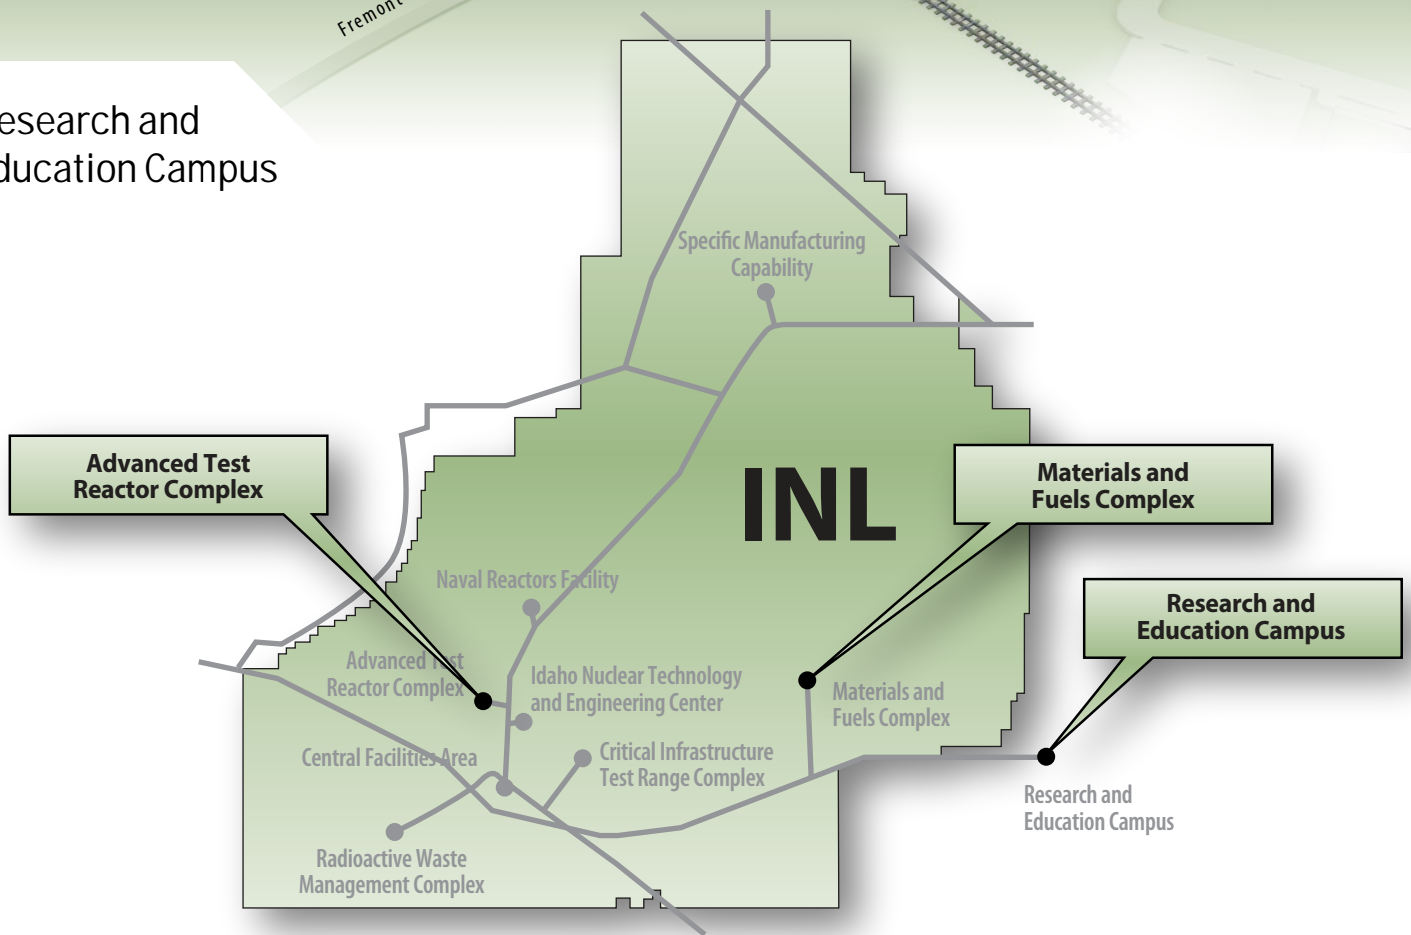 Fremont
esearch and
ducation Campus
Specific Manufacturing
Capability
Advanced Test
Reactor Complex
INL
Materials and
Fuels Complex
Naval Reactors Facility
Research and
Education Campus
Advanced Test
Reactor Complex
Idaho Nuclear Technology
and Engineering Center
Materials and
Fuels Complex
Central Facilities Area
Critical Infrastructure
Test Range Complex
Research and
Education Campus
Radioactive Waste
Management Complex